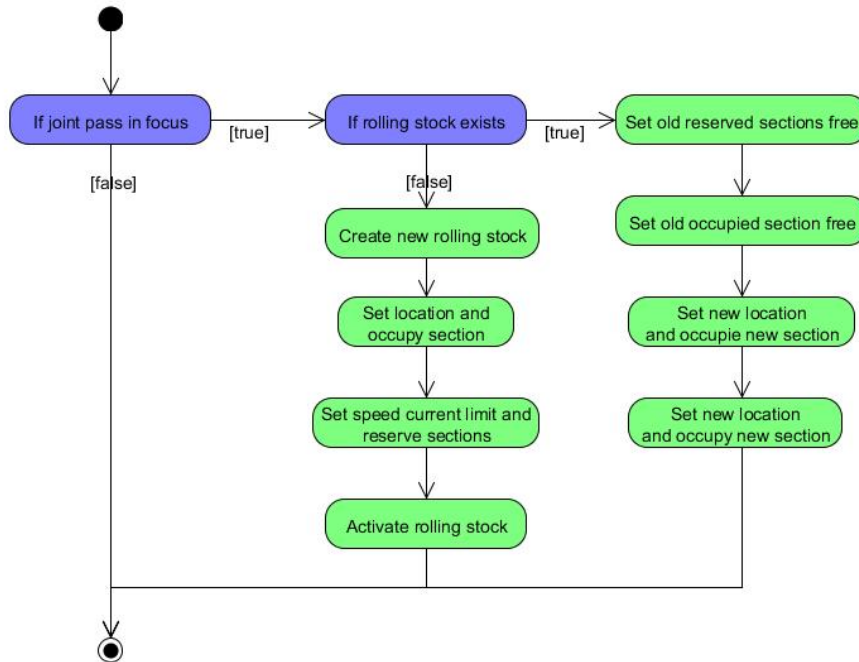 If joint pass in focus
[true]
If rolling stock exists
[true]
Set old reserved sections free
[false]
[false]
Create new rolling stock
Set old occupied section free
Set location and
occupy section
Set new location
and occupie new section
Set speed current limit and
reserve sections
Set new location
and occupy new section
Activate rolling stock